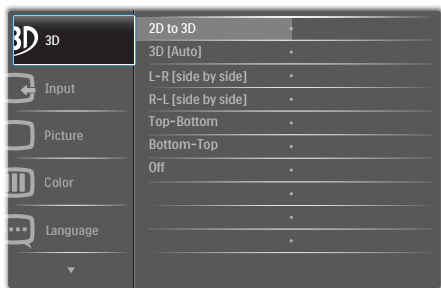 3D 3D
Input
Picture
Color
Language
2D to 3D
3D [Auto]
L-R [side by side]
R-L [side by side]
Top-Bottom
Bottom-Top
Off